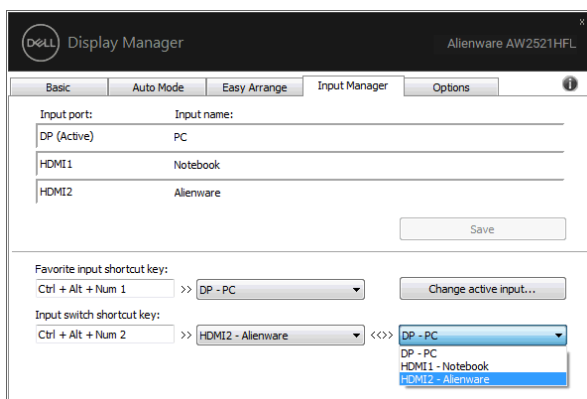 x
DELL Display Manager Alienware AW2521HFL
Basic Auto Mode Easy Arrange Input Manager Options i
Input port: Input name:
DP (Active) PC
HDMI1 Notebook
HDMI2 Alienware
Save
Favorite input shortcut key:
Ctrl + Alt + Num 1 >> DP - PC Change active input...
Input switch shortcut key:
Ctrl + Alt + Num 2 >> HDMI2 - Alienware <<>> DP - PC
DP - PC
HDMI1 - Notebook
HDMI2 - Alienware